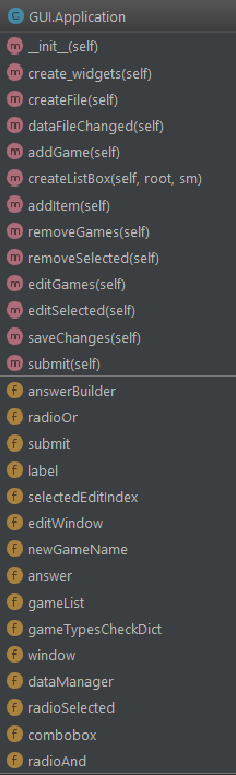 GUI.Application
__init__(self)
create_widgets(self)
createFile(self)
dataFileChanged(self)
addGame(self)
createListBox(self, root, sm)
addItem(self)
removeGames(self)
removeSelected(self)
editGames(self)
editSelected(self)
saveChanges(self)
submit(self)
answerBuilder
radioOr
submit
label
selectedEditIndex
editWindow
newGameName
answer
gameList
gameTypesCheckDict
window
dataManager
radioSelected
combobox
radioAnd